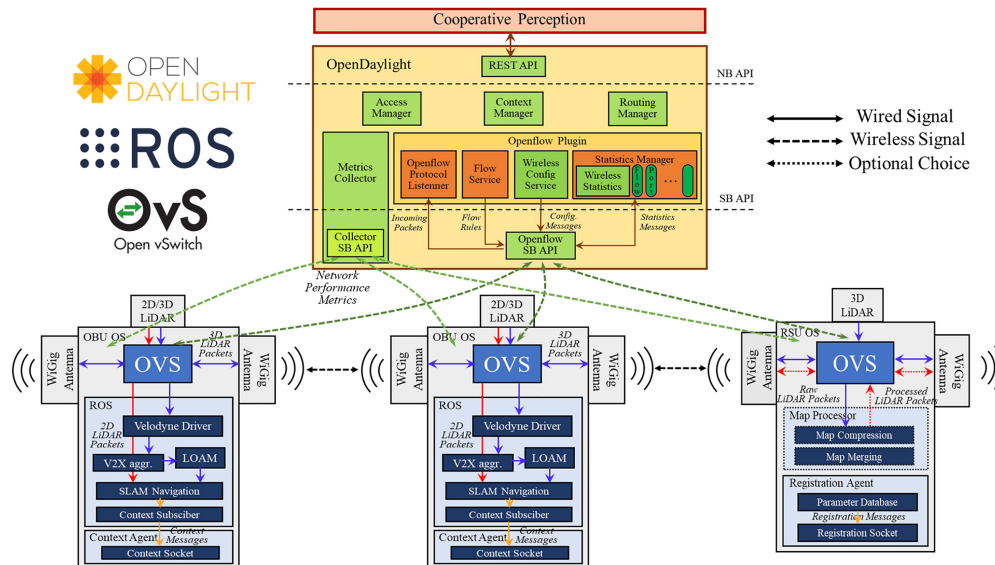 Cooperative Perception
OpenDaylight
REST API
NB API
Access
Manager
Context
Manager
Routing
Manager
Metrics
Collector
Openflow Plugin
Openflow
Protocol
Listenner
Flow
Service
Wireless
Config
Service
Statistics Manager
Wireless
Statistics
Flow
Port
...
SB API
Incoming
Packets
Flow
Rules
Config.
Messages
Statistics
Messages
Collector
SB API
Openflow
SB API
Network
Performance
Metrics
OPEN
DAYLIGHT
ROS
OvS
Open vSwitch
Wired Signal
Wireless Signal
Optional Choice
2D/3D
LiDAR
OBU OS
3D
LiDAR
Packets
WiGig
Antenna
OVS
WiGig
Antenna
ROS
2D
LiDAR
Packets
Velodyne Driver
V2X aggr.
LOAM
SLAM Navigation
Context Subsciber
Context Agent
Context
Messages
Context Socket
2D/3D
LiDAR
OBU OS
3D
LiDAR
Packets
WiGig
Antenna
OVS
WiGig
Antenna
ROS
2D
LiDAR
Packets
Velodyne Driver
V2X aggr.
LOAM
SLAM Navigation
Context Subsciber
Context Agent
Context
Messages
Context Socket
3D
LiDAR
RSU OS
WiGig
Antenna
OVS
WiGig
Antenna
Raw
LiDAR Packets
Processed
LiDAR Packets
Map Processor
Map Compression
Map Merging
Registration Agent
Parameter Database
Registration Messages
Registration Socket